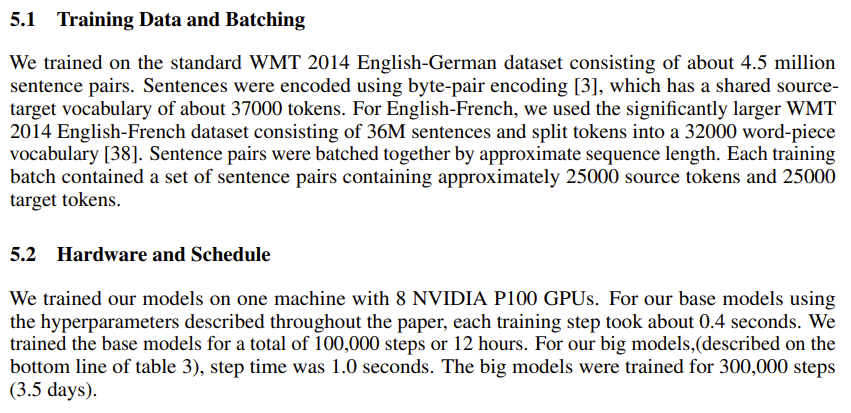 5.1 Training Data and Batching
We trained on the standard WMT 2014 English-German dataset consisting of about 4.5 million
sentence pairs. Sentences were encoded using byte-pair encoding [3], which has a shared source-
target vocabulary of about 37000 tokens. For English-French, we used the significantly larger WMT
2014 English-French dataset consisting of 36M sentences and split tokens into a 32000 word-piece
vocabulary [38]. Sentence pairs were batched together by approximate sequence length. Each training
batch contained a set of sentence pairs containing approximately 25000 source tokens and 25000
target tokens.
5.2 Hardware and Schedule
We trained our models on one machine with 8 NVIDIA P100 GPUs. For our base models using
the hyperparameters described throughout the paper, each training step took about 0.4 seconds. We
trained the base models for a total of 100,000 steps or 12 hours. For our big models,(described on the
bottom line of table 3), step time was 1.0 seconds. The big models were trained for 300,000 steps
(3.5 days).